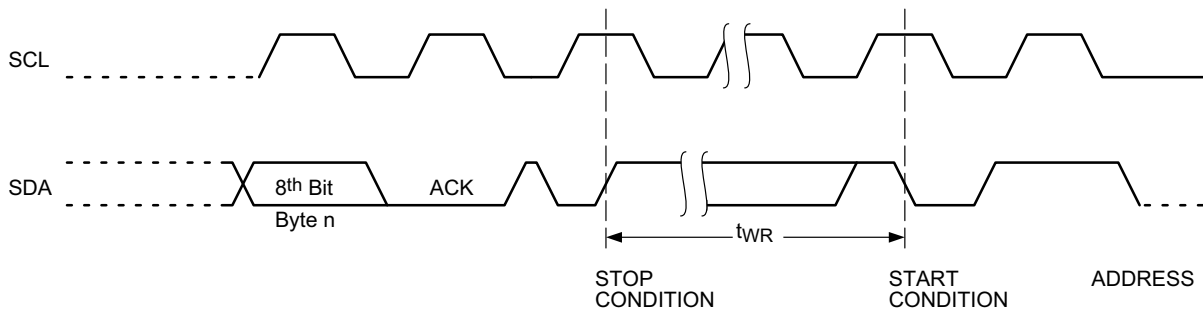 SCL
SDA
8th Bit
ACK
Byte n
tWR
STOP
CONDITION
START
CONDITION
ADDRESS